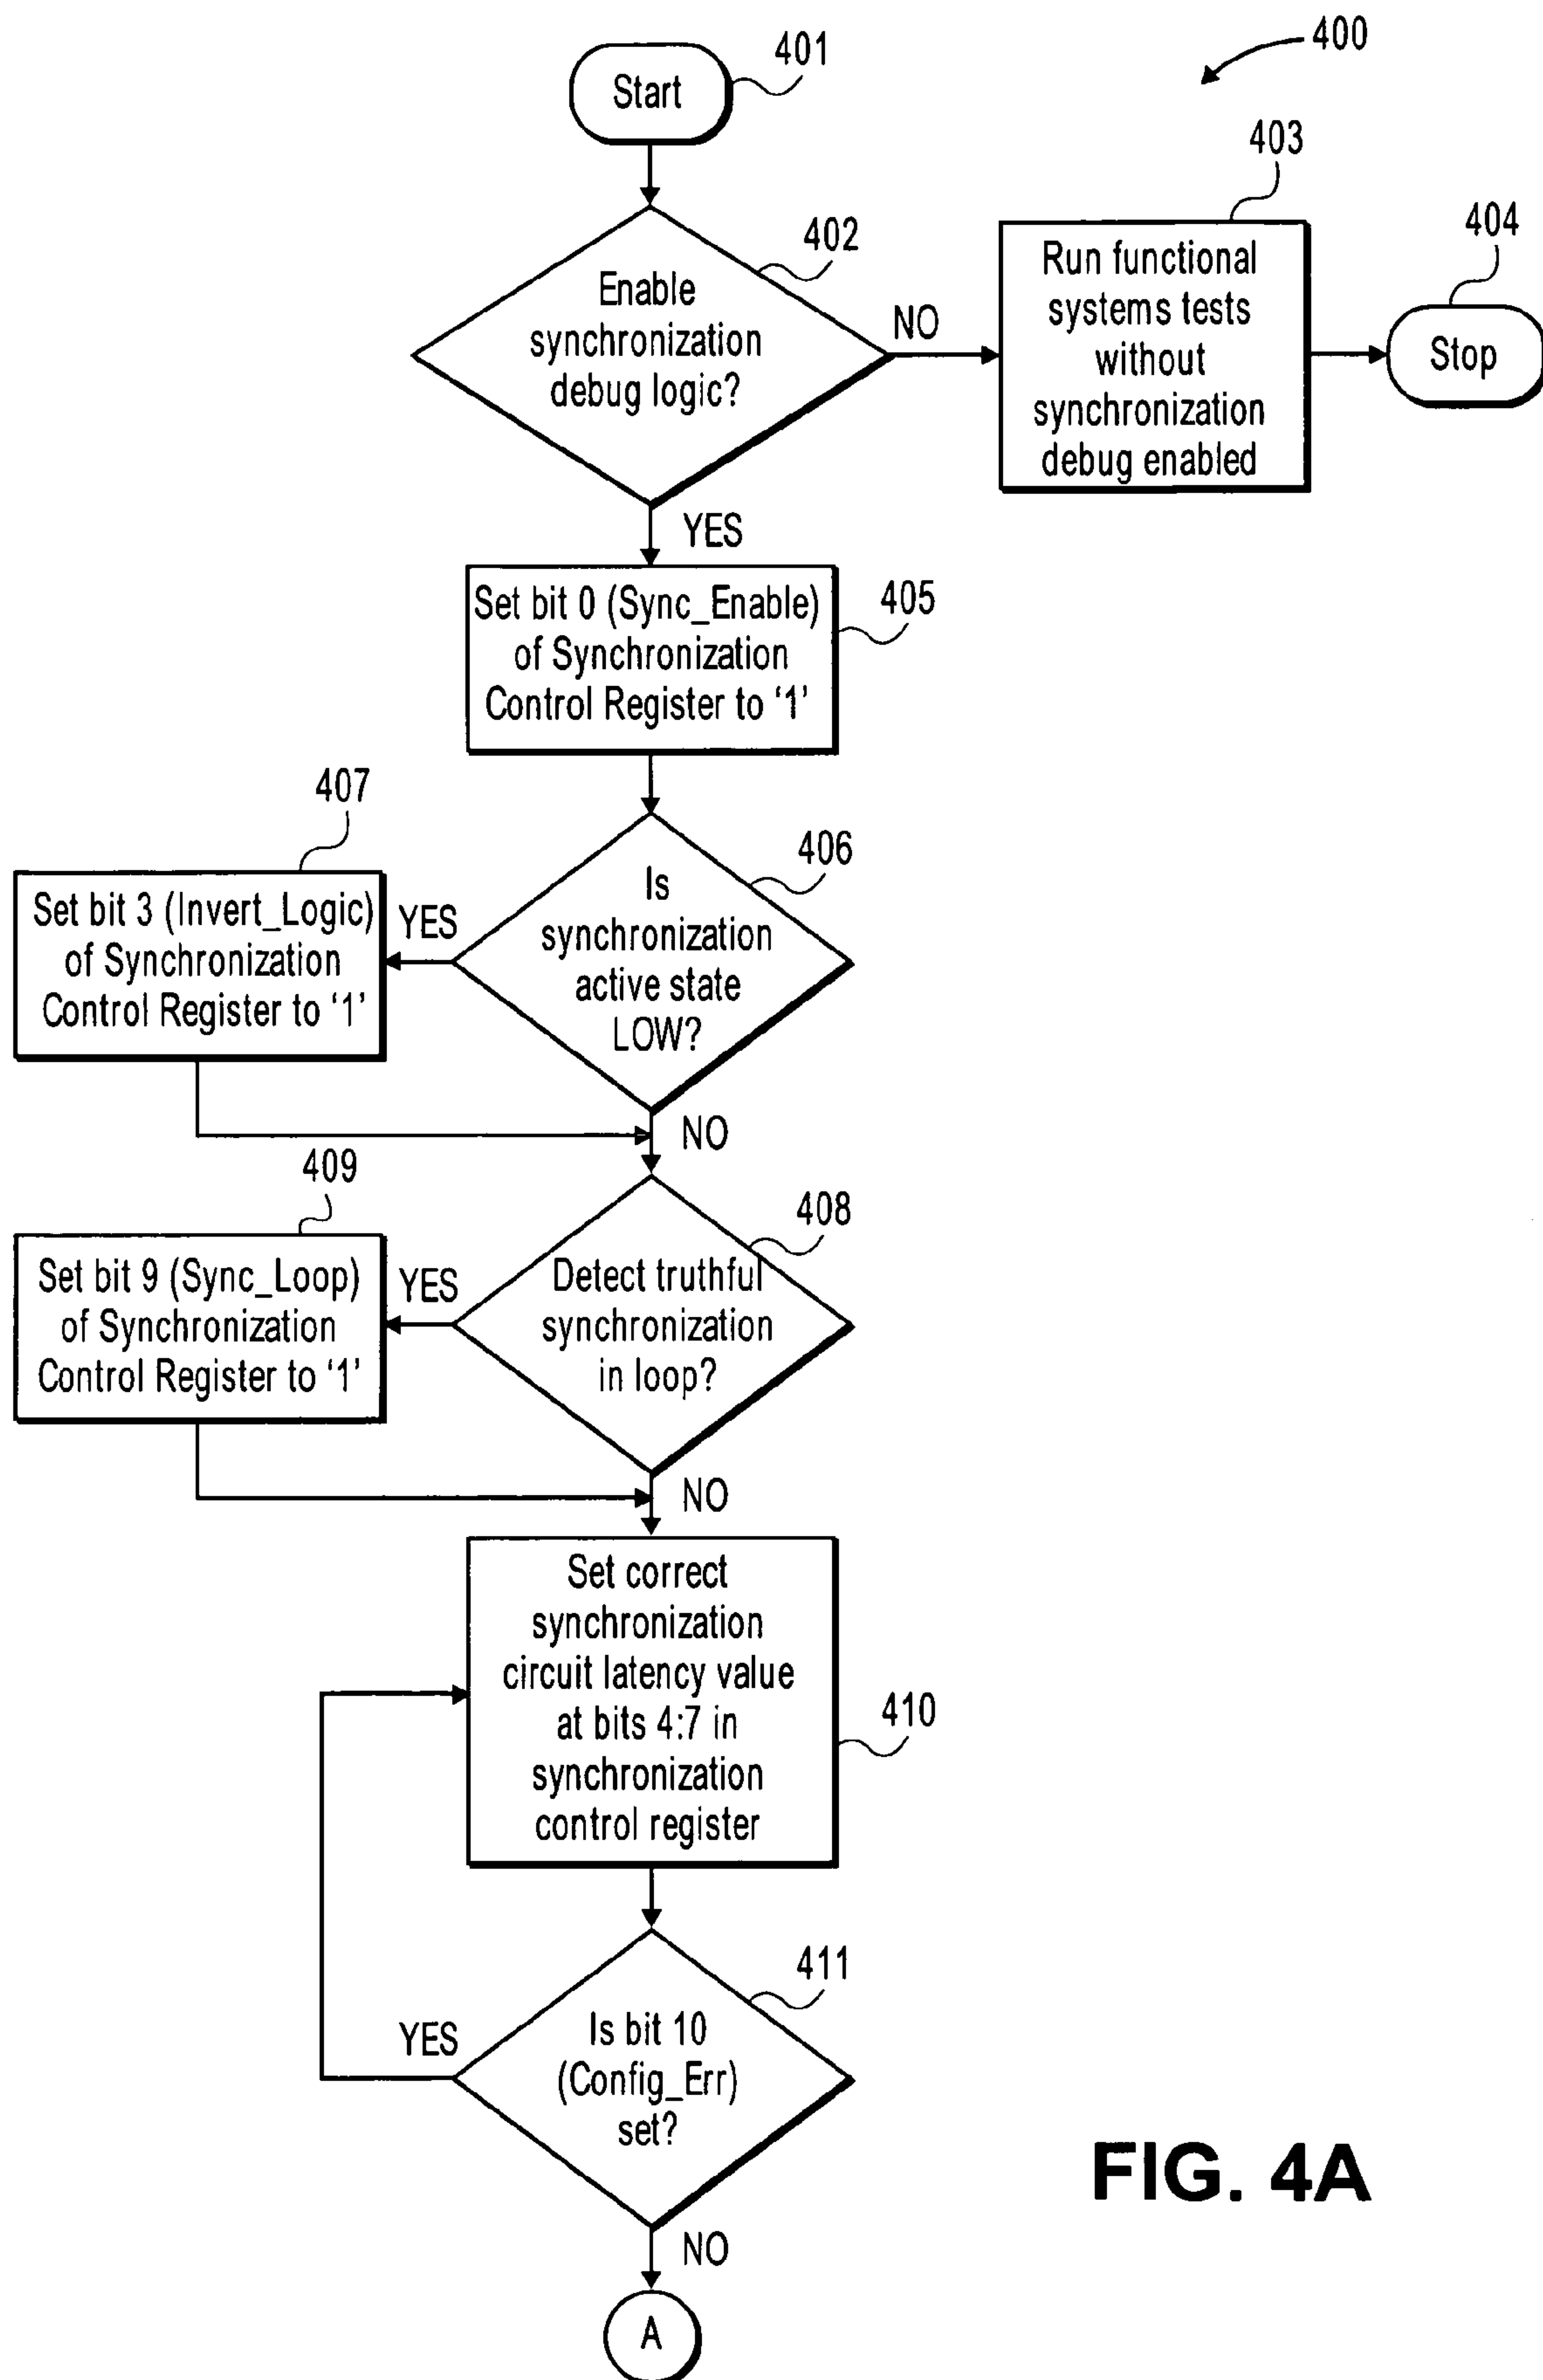 400
401
Start
402
Enable
synchronization
debug logic?
NO
403
Run functional
systems tests
without
synchronization
debug enabled
404
Stop
YES
Set bit 0 (Sync_Enable)
of Synchronization
Control Register to ‘1’
405
406
Is
synchronization
active state
LOW?
YES
407
Set bit 3 (Invert_Logic)
of Synchronization
Control Register to ‘1’
NO
408
Detect truthful
synchronization
in loop?
YES
409
Set bit 9 (Sync_Loop)
of Synchronization
Control Register to ‘1’
NO
Set correct
synchronization
circuit latency value
at bits 4:7 in
synchronization
control register
410
411
Is bit 10
(Config_Err)
set?
YES
NO
A
FIG. 4A